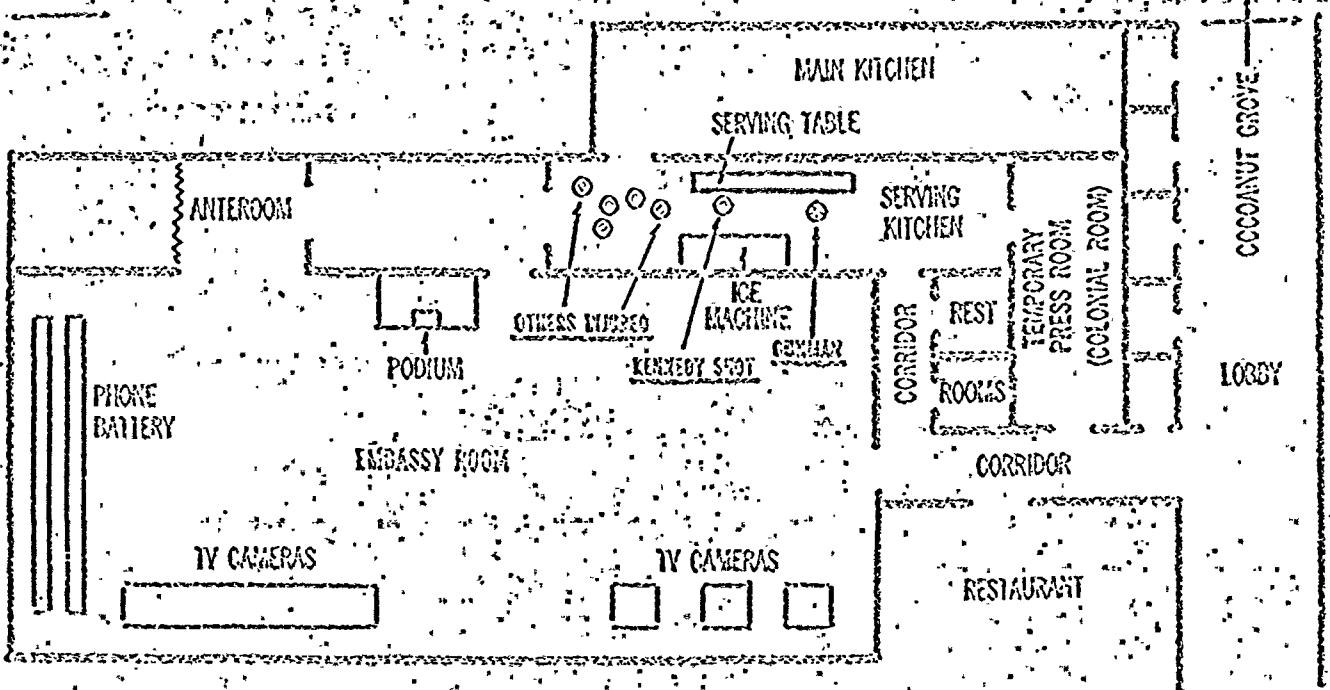 MAIN KITCHEN
COCOANUT GROVE
SERVING TABLE
ANTEROOM
SERVING
KITCHEN
TEMPORARY
PRESS ROOM
(COLONIAL ROOM)
OTHERS INJURED
ICE
MACHINE
CORRIDOR
REST
ROOMS
GUNMAN
KENNEDY SHOT
PODIUM
LOBBY
PHONE
BATTERY
EMBASSY ROOM
CORRIDOR
TV CAMERAS
TV CAMERAS
RESTAURANT